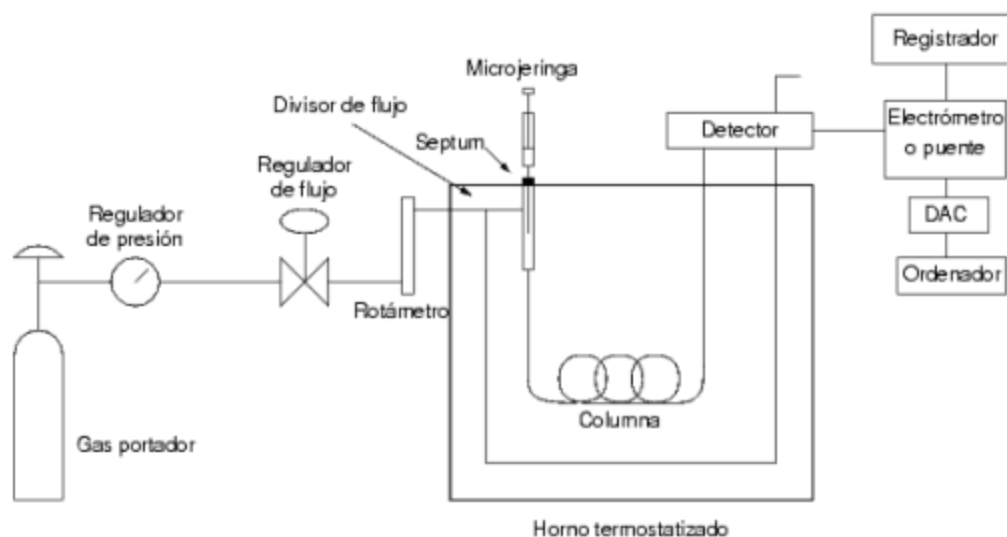 Registrador
Microjeringa
Divisor de flujo
Septum
Detector
Electrómetro
o puente
Regulador
de flujo
Regulador
de presión
DAC
Ordenador
Rotámetro
Columna
Gas portador
Horno termostatizado